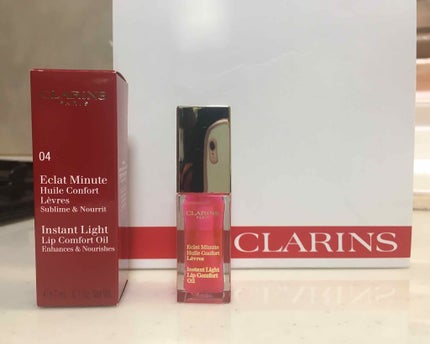 CLARINS
PARIS
04
Eclat Minute
Huile Confort
Lèvres
Sublime & Nourrit
Instant Light
Lip Comfort Oil
Enhances & Nourishes
CLARINS
PARIS
Eclat Minute
Huile Confort
Lèvres
Instant Light
Lip Comfort
Oil
CLARINS